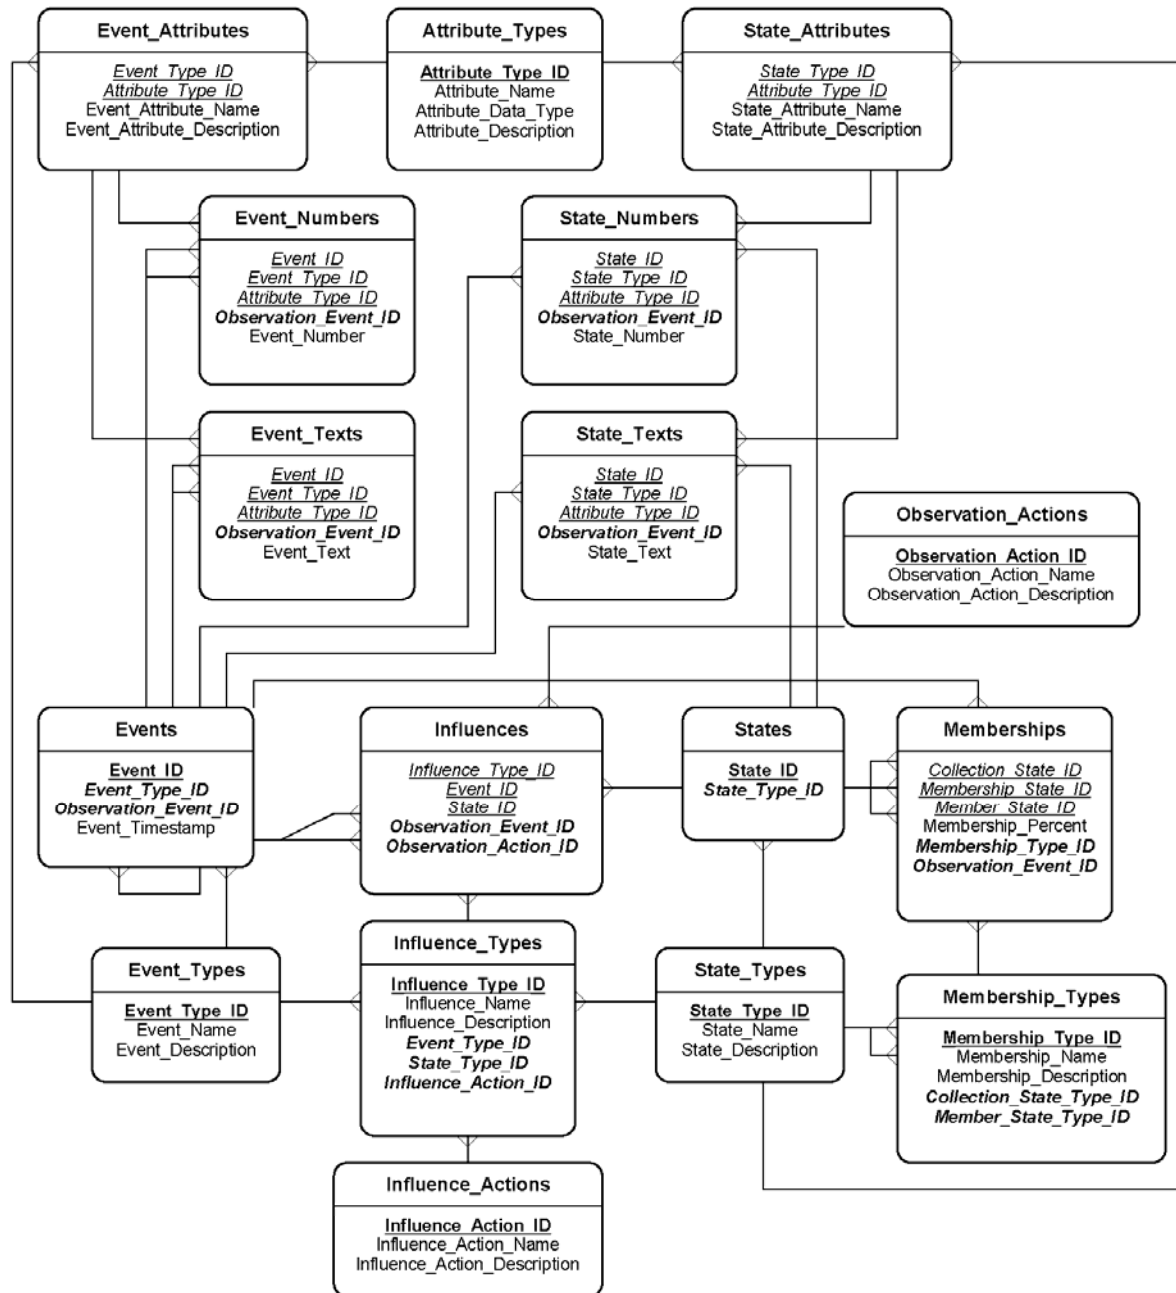 Event_Attributes
Event_Type_ID
Attribute_Type_ID
Event_Attribute_Name
Event_Attribute_Description
Attribute_Types
Attribute_Type_ID
Attribute_Name
Attribute_Data_Type
Attribute_Description
State_Attributes
State_Type_ID
Attribute_Type_ID
State_Attribute_Name
State_Attribute_Description
Event_Numbers
Event_ID
Event_Type_ID
Attribute_Type_ID
Observation_Event_ID
Event_Number
State_Numbers
State_ID
State_Type_ID
Attribute_Type_ID
Observation_Event_ID
State_Number
Event_Texts
Event_ID
Event_Type_ID
Attribute_Type_ID
Observation_Event_ID
Event_Text
State_Texts
State_ID
State_Type_ID
Attribute_Type_ID
Observation_Event_ID
State_Text
Observation_Actions
Observation_Action_ID
Observation_Action_Name
Observation_Action_Description
Events
Event_ID
Event_Type_ID
Observation_Event_ID
Event_Timestamp
Influences
Influence_Type_ID
Event_ID
State_ID
Observation_Event_ID
Observation_Action_ID
States
State_ID
State_Type_ID
Memberships
Collection_State_ID
Membership_State_ID
Member_State_ID
Membership_Percent
Membership_Type_ID
Observation_Event_ID
Event_Types
Event_Type_ID
Event_Name
Event_Description
Influence_Types
Influence_Type_ID
Influence_Name
Influence_Description
Event_Type_ID
State_Type_ID
Influence_Action_ID
State_Types
State_Type_ID
State_Name
State_Description
Membership_Types
Membership_Type_ID
Membership_Name
Membership_Description
Collection_State_Type_ID
Member_State_Type_ID
Influence_Actions
Influence_Action_ID
Influence_Action_Name
Influence_Action_Description